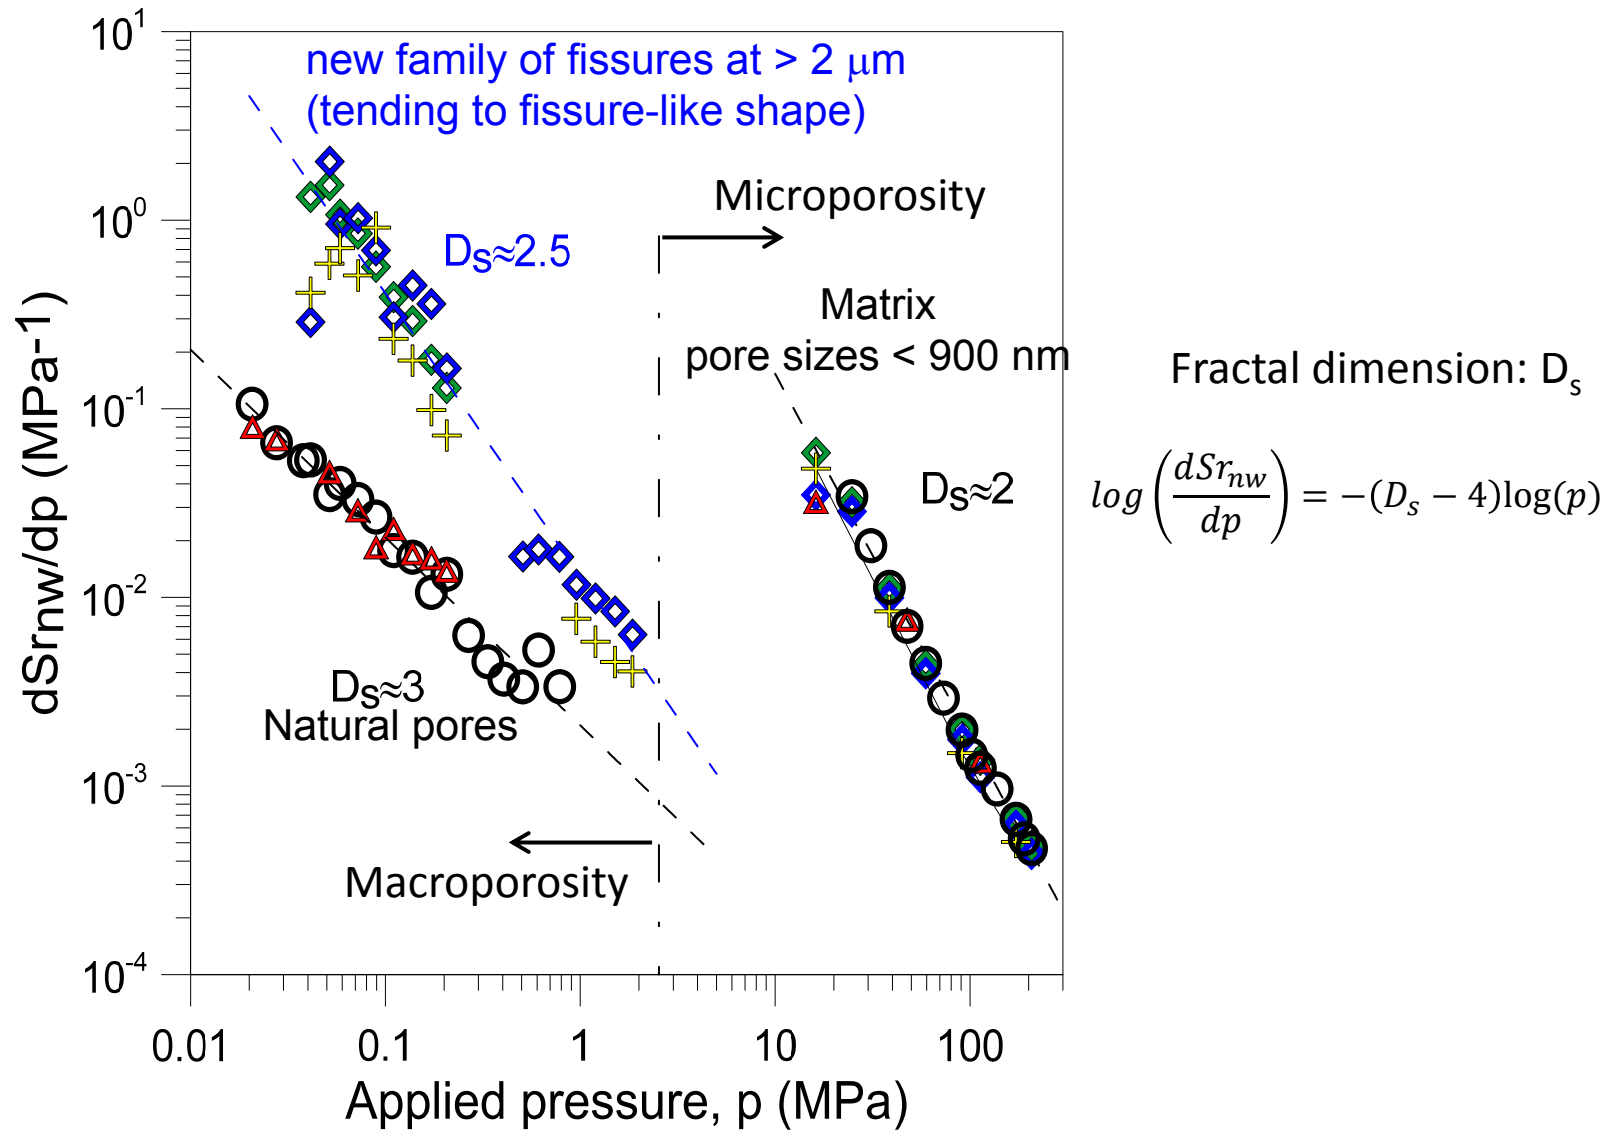 new family of fissures at > 2 μm
(tending to fissure-like shape)
Microporosity
Ds≈2.5
Matrix
pore sizes < 900 nm
Ds≈2
Ds≈3
Natural pores
Macroporosity
Fractal dimension: Ds
log(dSrnw/dp) = −(Ds − 4)log(p)
dSrnw/dp (MPa-1)
10^1
10^0
10^-1
10^-2
10^-3
10^-4
0.01 0.1 1 10 100
Applied pressure, p (MPa)